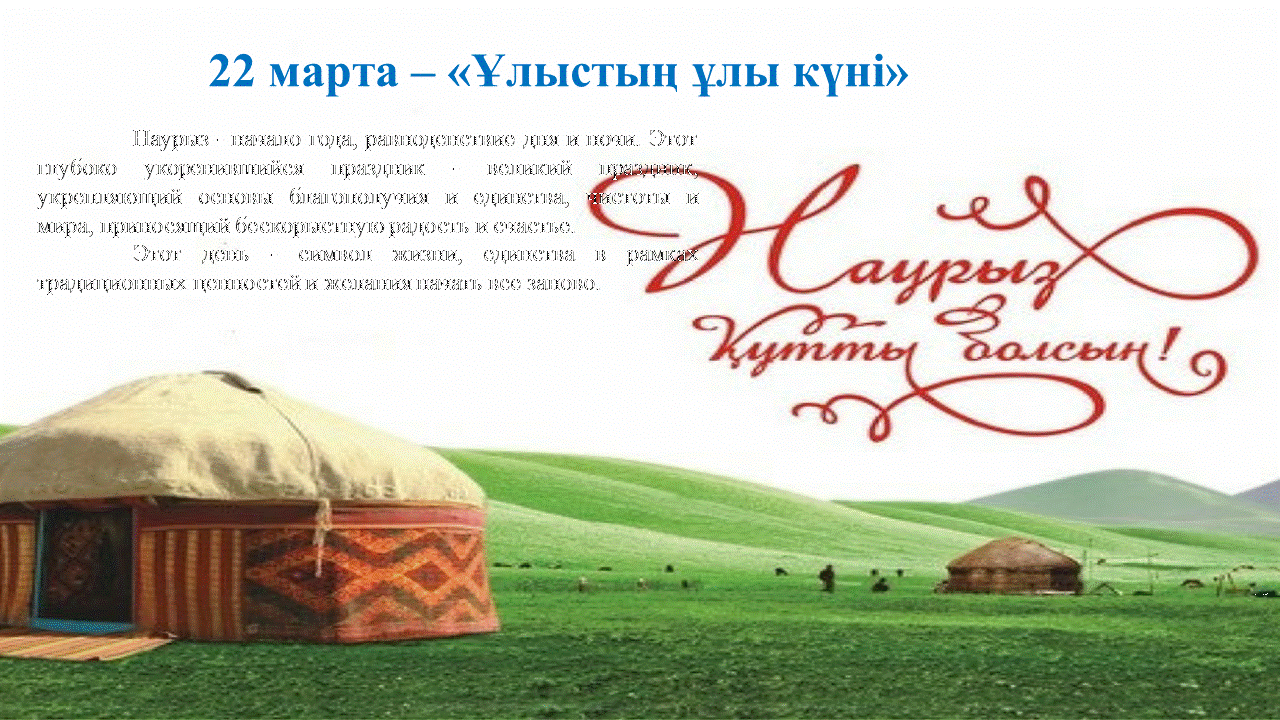 22 марта – «Ұлыстың ұлы күні»
Наурыз - начало года, равноденствие дня и ночи. Этот
глубоко укоренившийся праздник - великий праздник,
укрепляющий основы благополучия и единства, чистоты и
мира, приносящий бескорыстную радость и счастье.
Этот день - символ жизни, единства в рамках
традиционных ценностей и желания начать все заново.
Наурыз
Құтты болсын!